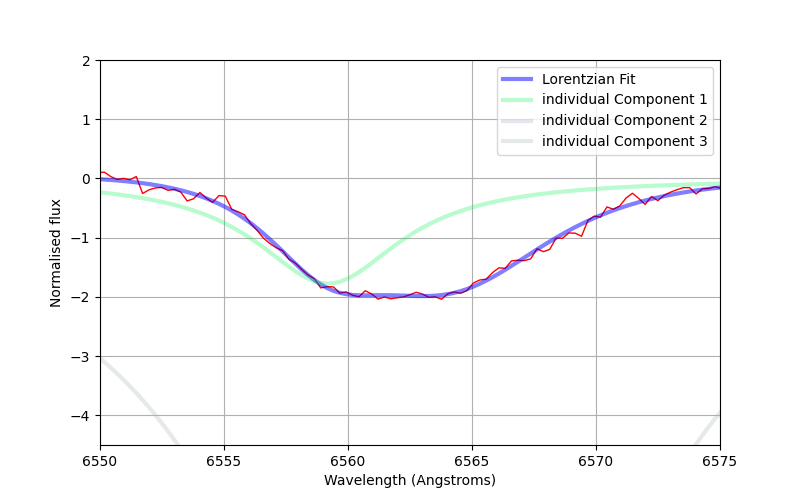 2
1
0
−1
−2
−3
−4
Normalised flux
Lorentzian Fit
individual Component 1
individual Component 2
individual Component 3
6550 6555 6560 6565 6570 6575
Wavelength (Angstroms)